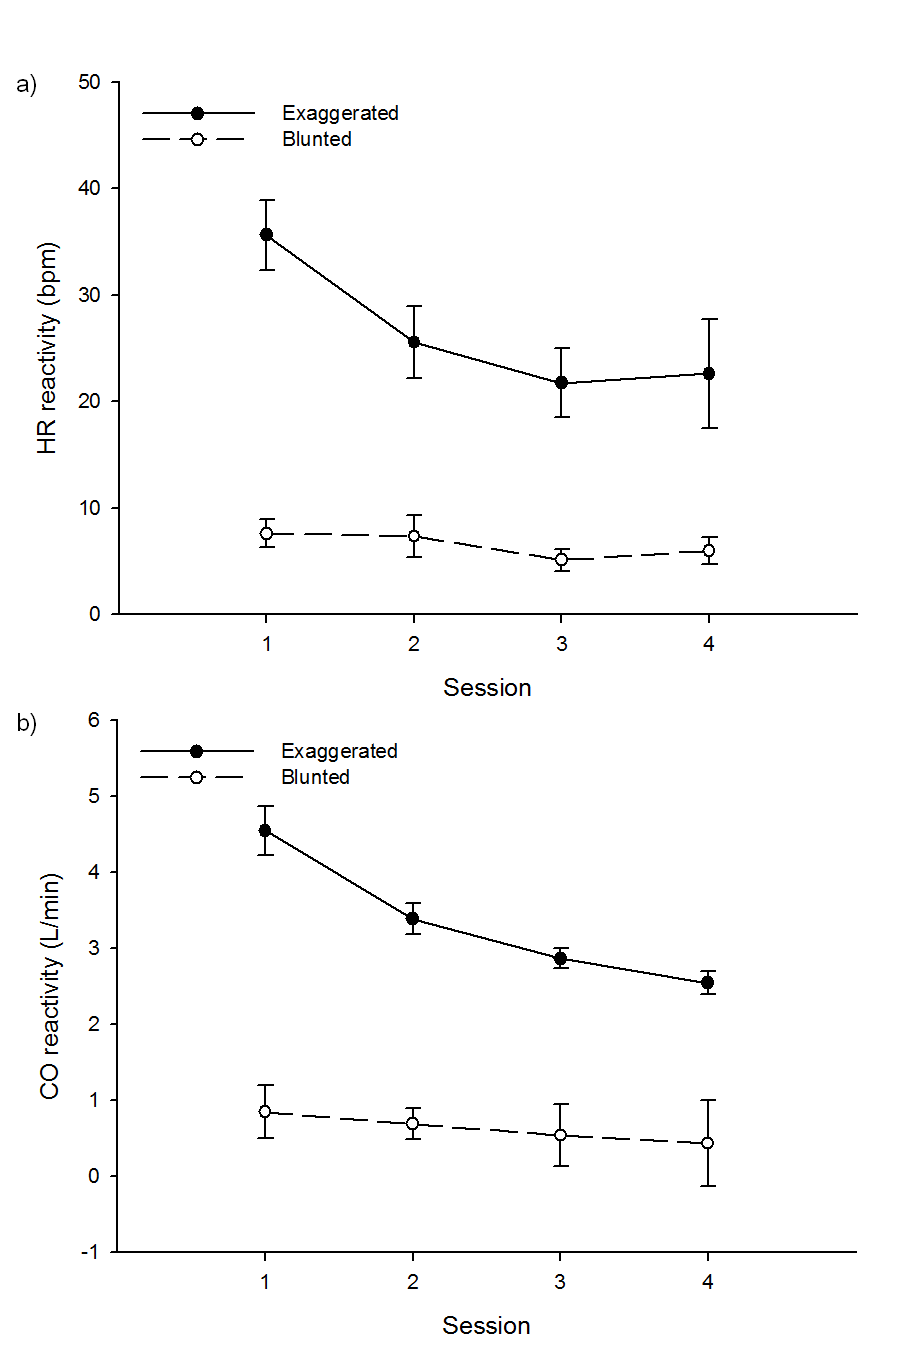 a)
50
Exaggerated
Blunted
40
30
20
10
0
HR reactivity (bpm)
1 2 3 4
Session
b)
6
Exaggerated
Blunted
5
4
3
2
1
0
-1
CO reactivity (L/min)
1 2 3 4
Session